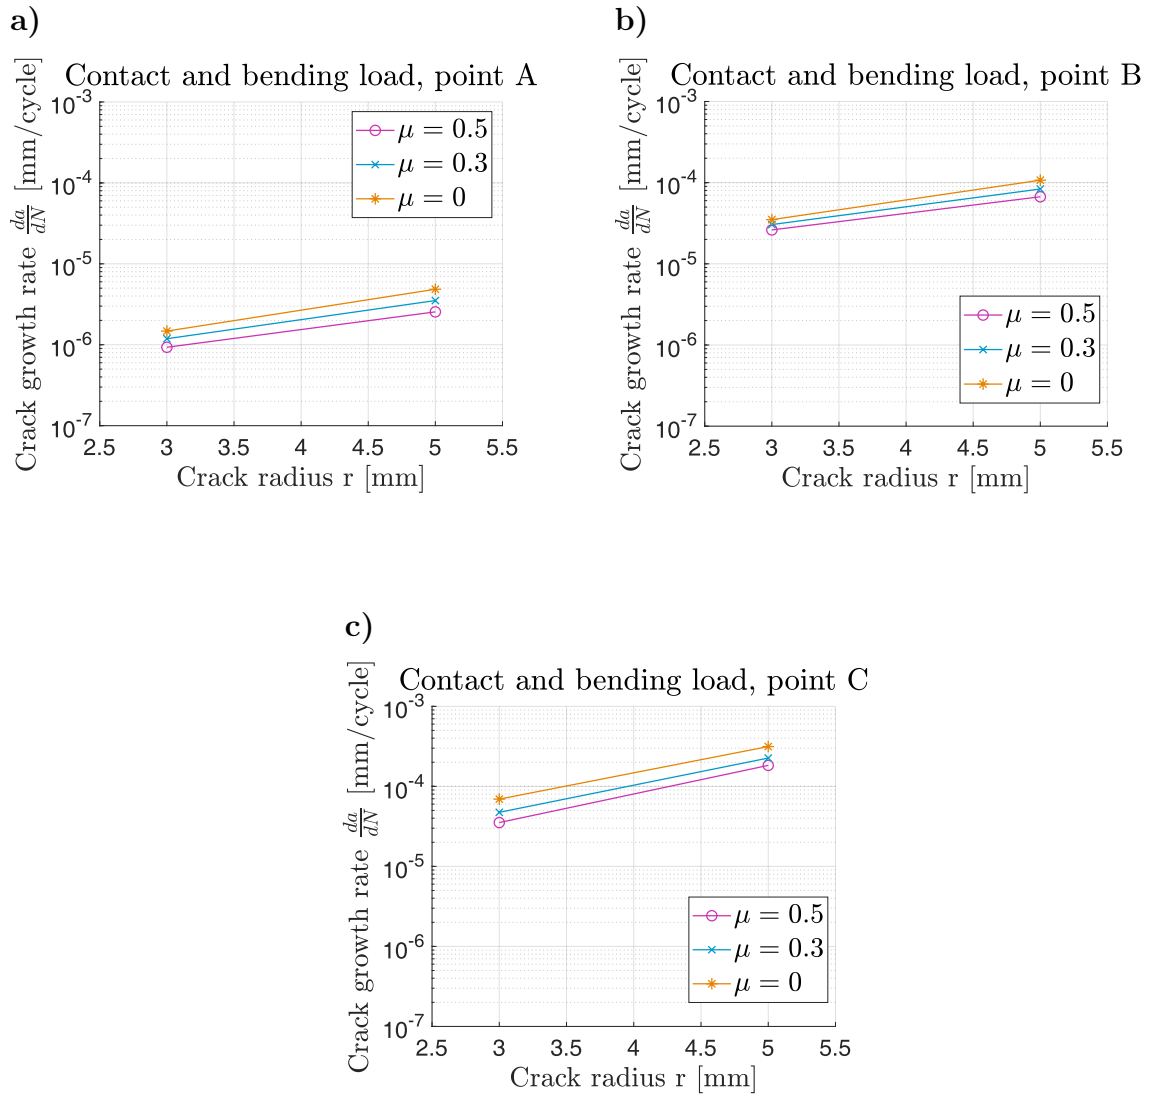 a)
Contact and bending load, point A
Crack growth rate da/dN [mm/cycle]
10^-3
10^-4
10^-5
10^-6
10^-7
μ = 0.5
μ = 0.3
μ = 0
2.5 3 3.5 4 4.5 5 5.5
Crack radius r [mm]
b)
Contact and bending load, point B
Crack growth rate da/dN [mm/cycle]
10^-3
10^-4
10^-5
10^-6
10^-7
μ = 0.5
μ = 0.3
μ = 0
2.5 3 3.5 4 4.5 5 5.5
Crack radius r [mm]
c)
Contact and bending load, point C
Crack growth rate da/dN [mm/cycle]
10^-3
10^-4
10^-5
10^-6
10^-7
μ = 0.5
μ = 0.3
μ = 0
2.5 3 3.5 4 4.5 5 5.5
Crack radius r [mm]